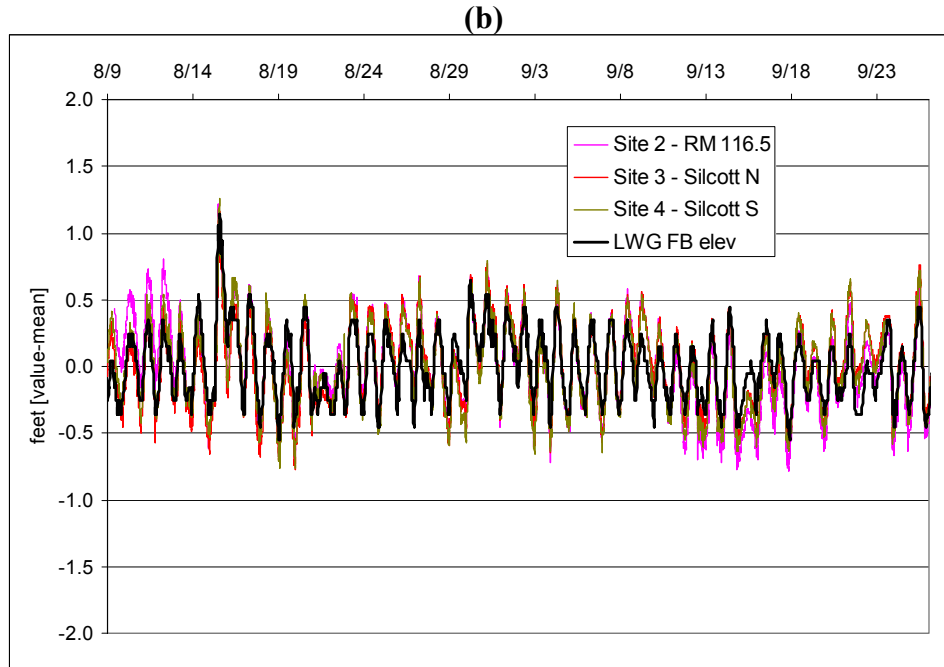 (b)
8/9 8/14 8/19 8/24 8/29 9/3 9/8 9/13 9/18 9/23
2.0
1.5
Site 2 - RM 116.5
Site 3 - Silcott N
Site 4 - Silcott S
LWG FB elev
1.0
0.5
0.0
-0.5
-1.0
-1.5
-2.0
feet [value-mean]